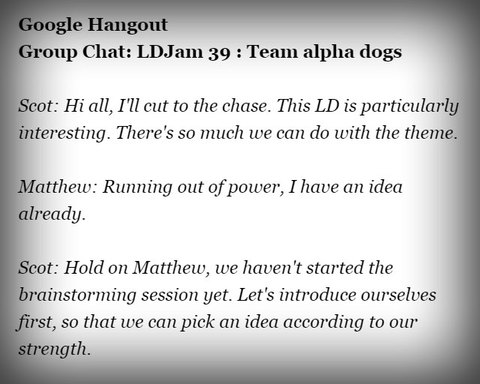 Google Hangout
Group Chat: LDJam 39 : Team alpha dogs
Scot: Hi all, I'll cut to the chase. This LD is particularly
interesting. There's so much we can do with the theme.
Matthew: Running out of power, I have an idea
already.
Scot: Hold on Matthew, we haven't started the
brainstorming session yet. Let's introduce ourselves
first, so that we can pick an idea according to our
strength.